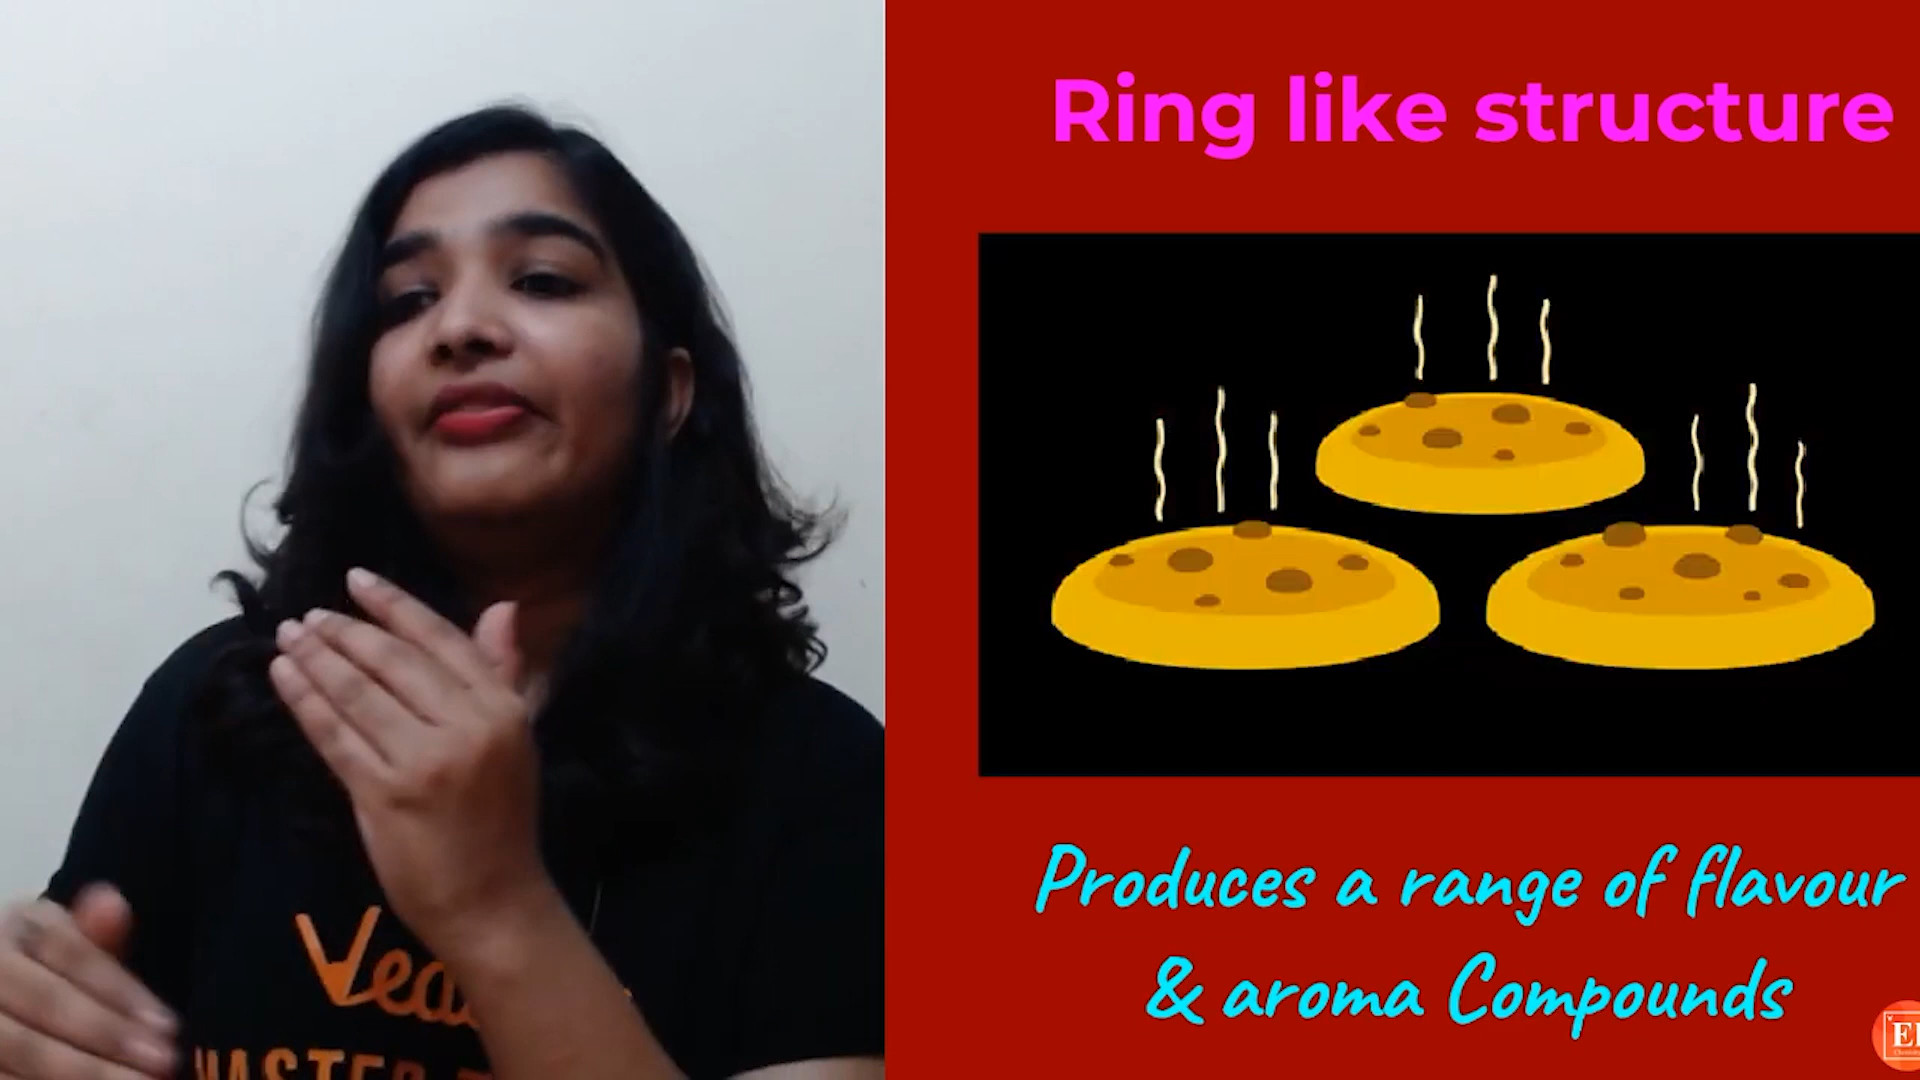 Ring like structure
Produces a range of flavour
& aroma Compounds